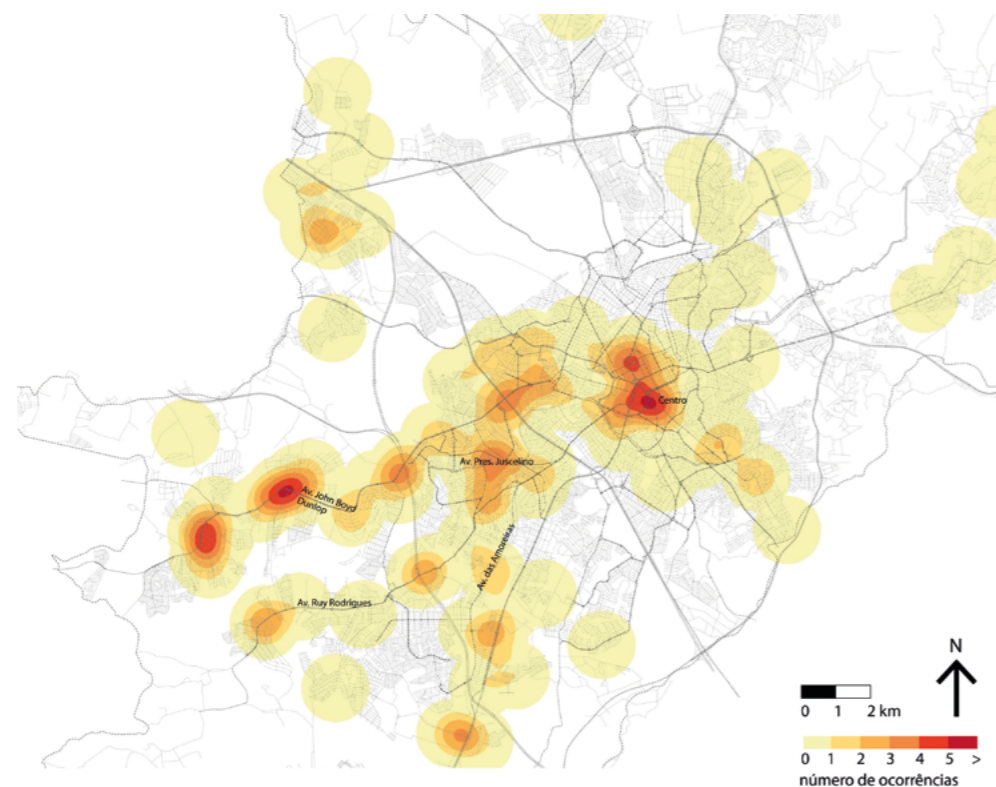 Centro
Av. Pres. Juscelino
Av. John Boyd
Dunlop
Av. das Amoreiras
Av. Ruy Rodrigues
N
0 1 2 km
0 1 2 3 4 5 >
número de ocorrências